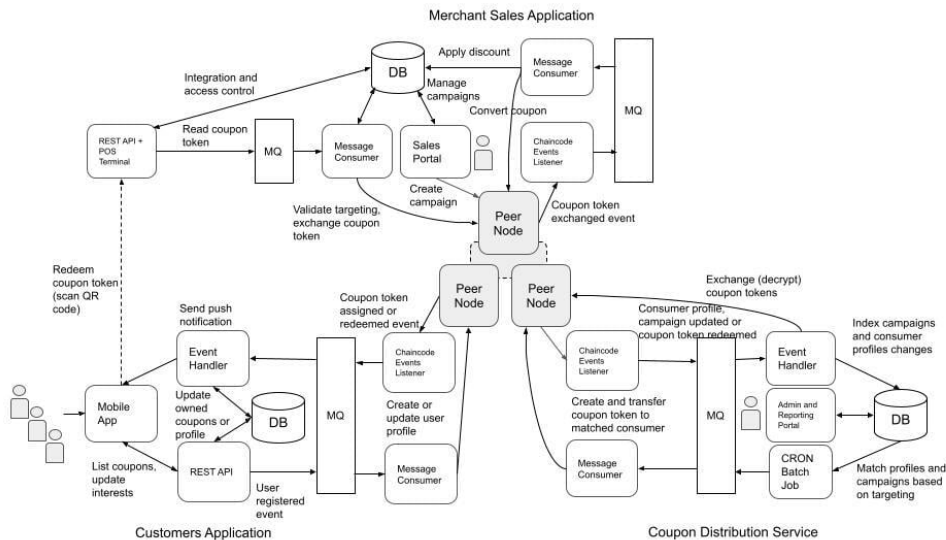 Merchant Sales Application
Apply discount
Message
Consumer
DB
MQ
Integration and
access control
Manage
campaigns
Convert coupon
REST API +
POS
Terminal
Read coupon
token
MQ
Message
Consumer
Sales
Portal
Chaincode
Events
Listener
Create
campaign
Validate targeting,
exchange coupon
token
Peer
Node
Coupon token
exchanged event
Redeem
coupon token
(scan QR
code)
Peer
Node
Peer
Node
Exchange (decrypt)
coupon tokens
Send push
notification
Coupon token
assigned or
redeemed event
Consumer profile,
campaign updated or
coupon token redeemed
Index campaigns
and consumer
profiles changes
Event
Handler
MQ
Chaincode
Events
Listener
Chaincode
Events
Listener
MQ
Event
Handler
Mobile
App
Update
owned
coupons or
profile
DB
Create or
update user
profile
Create and transfer
coupon token to
matched consumer
Admin and
Reporting
Portal
DB
List coupons,
update
interests
REST API
User
registered
event
Message
Consumer
Message
Consumer
CRON
Batch
Job
Match profiles and
campaigns based
on targeting
Customers Application
Coupon Distribution Service